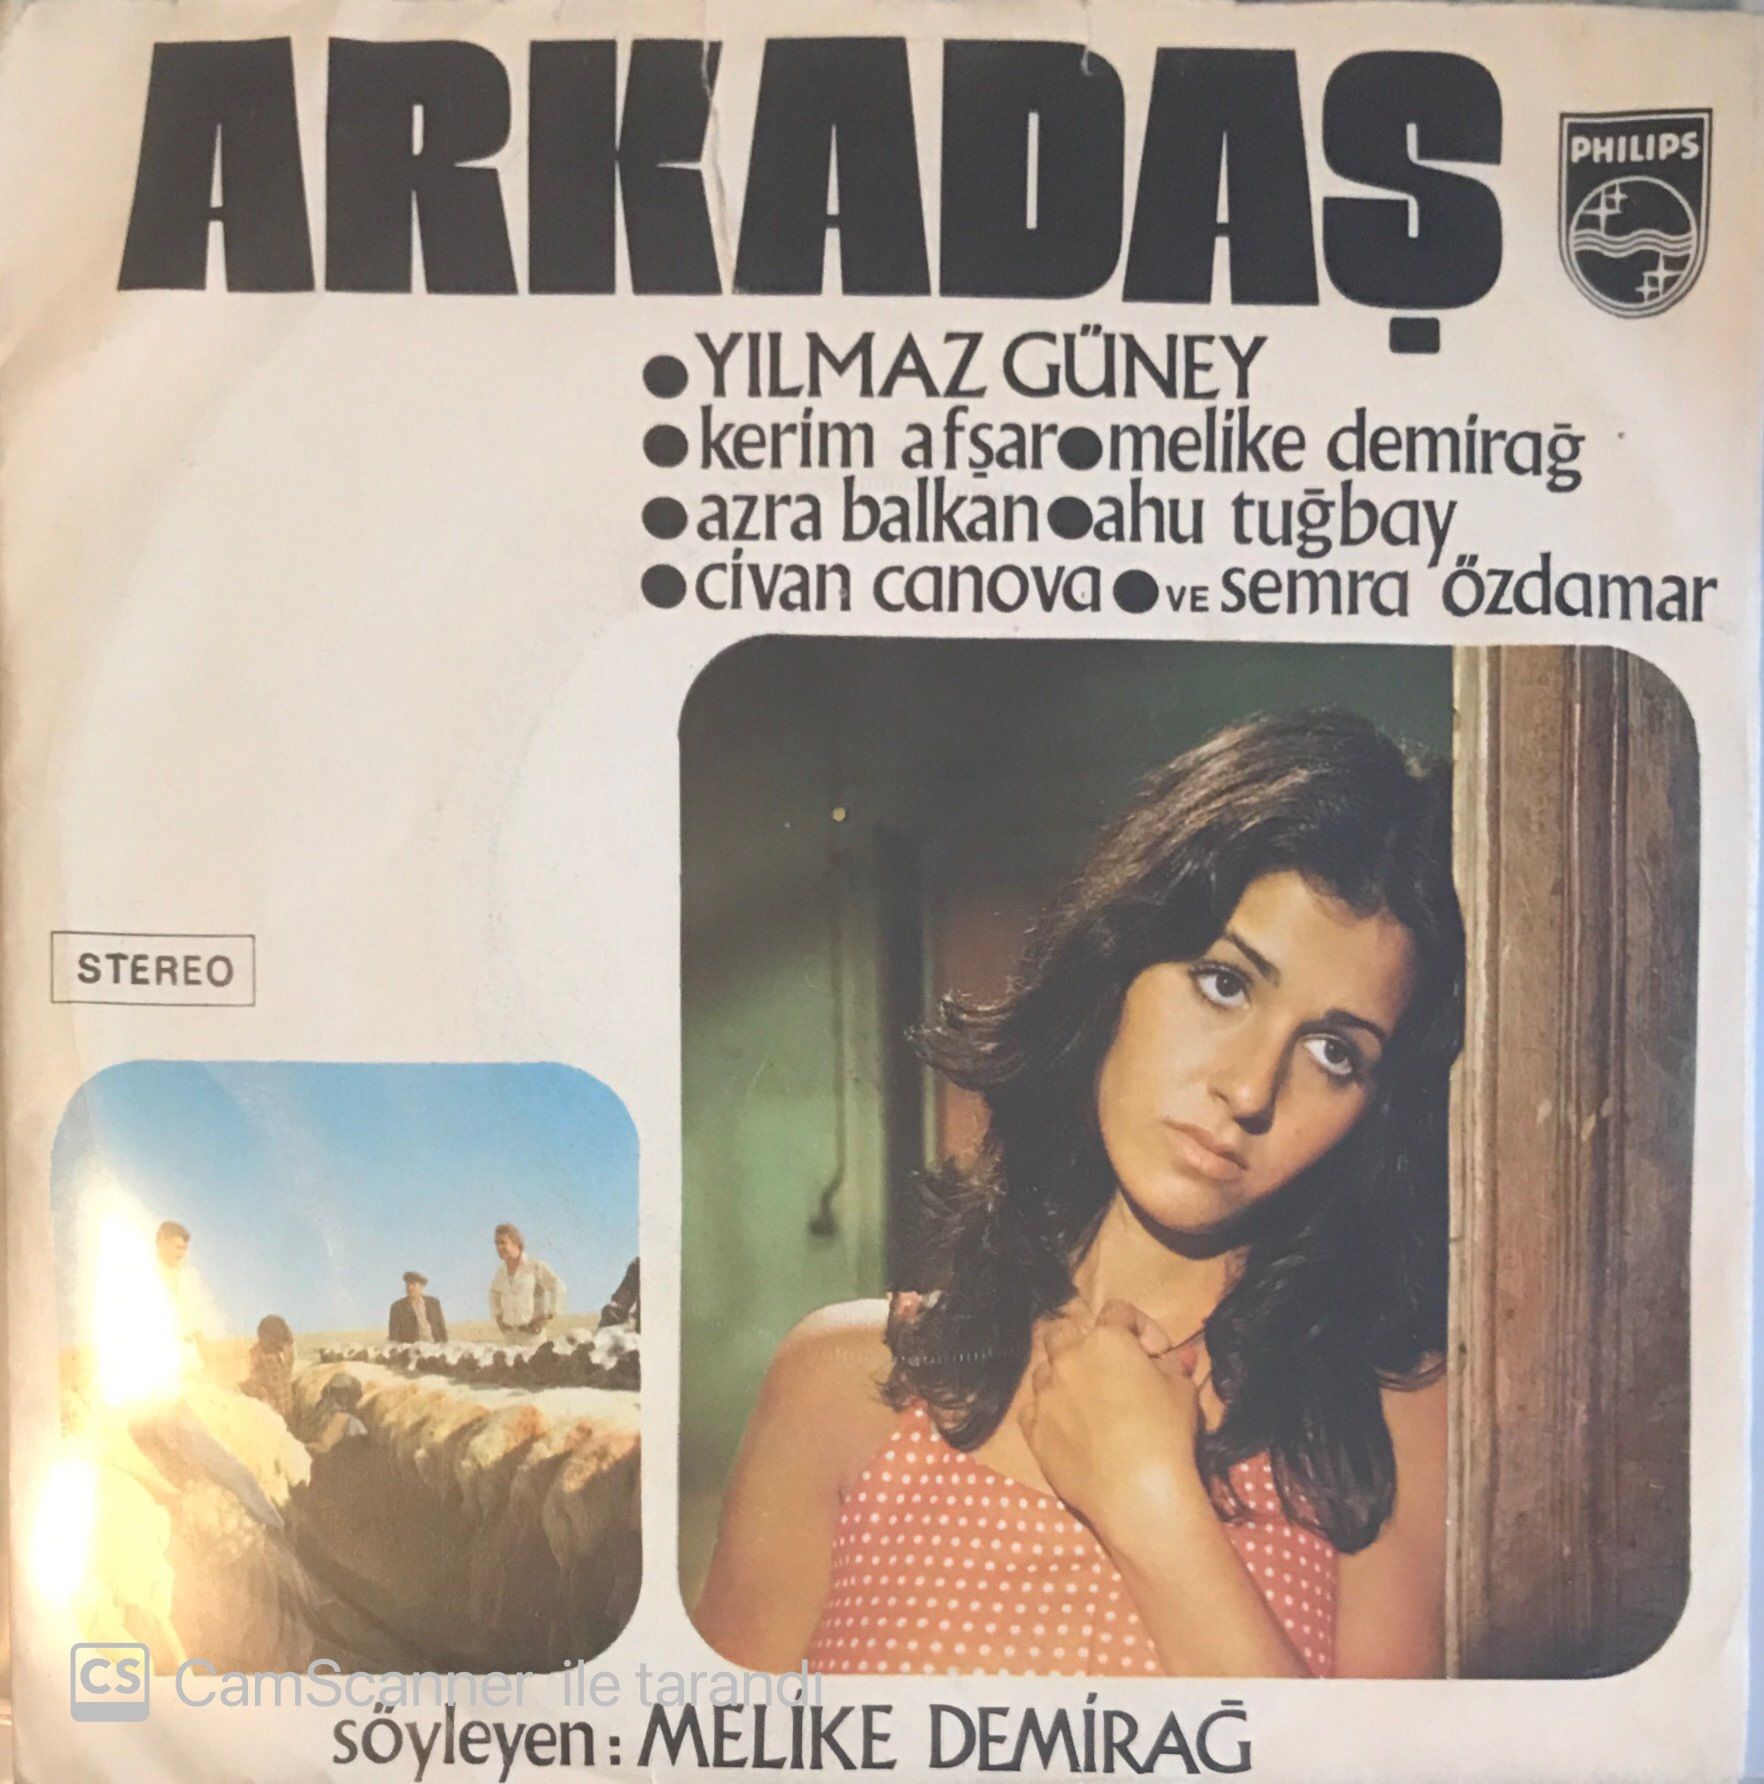 ARKADAŞ
PHILIPS
●YILMAZ GÜNEY
●kerim afşar●melike demirağ
●azra balkan●ahu tuğbay
●civan canova●VE semra özdamar
STEREO
CS CamScanner ile tarandı
söyleyen: MELİKE DEMİRAĞ